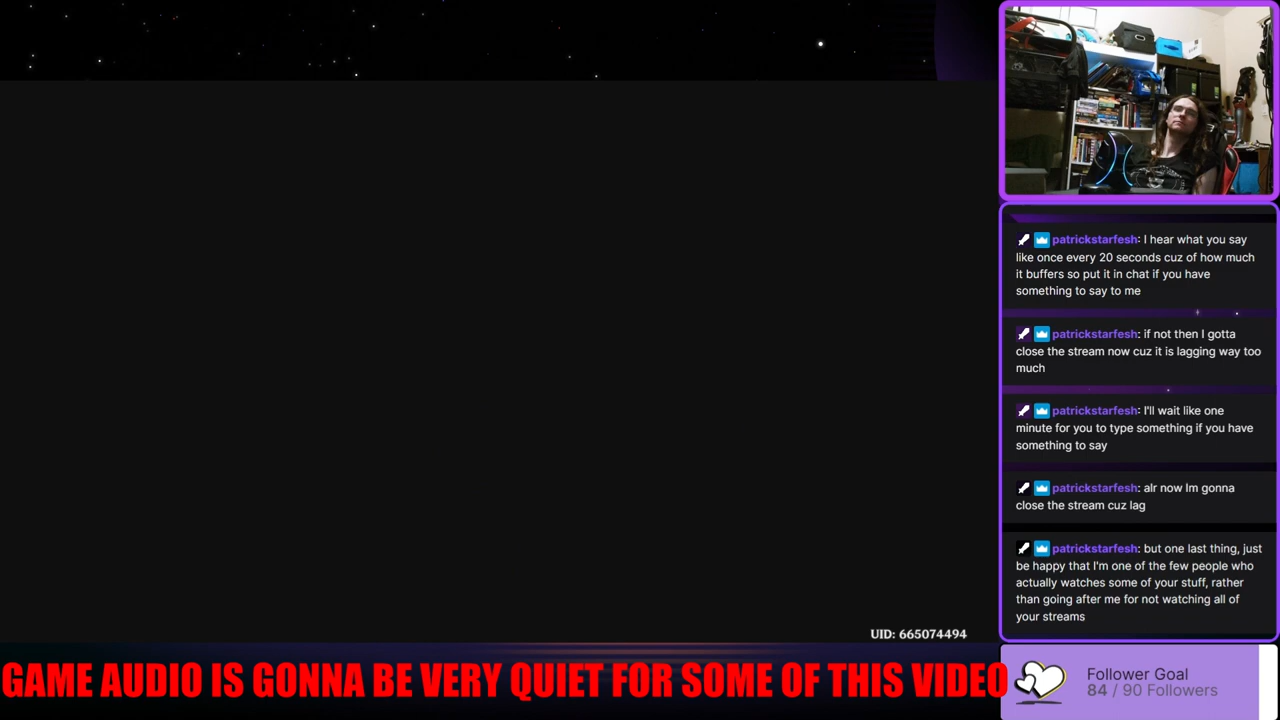 patrickstarfesh: I hear what you say
like once every 20 seconds cuz of how much
it buffers so put it in chat if you have
something to say to me
patrickstarfesh: if not then I gotta
close the stream now cuz it is lagging way too
much
patrickstarfesh: I'll wait like one
minute for you to type something if you have
something to say
patrickstarfesh: alr now Im gonna
close the stream cuz lag
patrickstarfesh: but one last thing, just
be happy that I'm one of the few people who
actually watches some of your stuff, rather
than going after me for not watching all of
your streams
UID: 665074494
GAME AUDIO IS GONNA BE VERY QUIET FOR SOME OF THIS VIDEO
Follower Goal
84 / 90 Followers